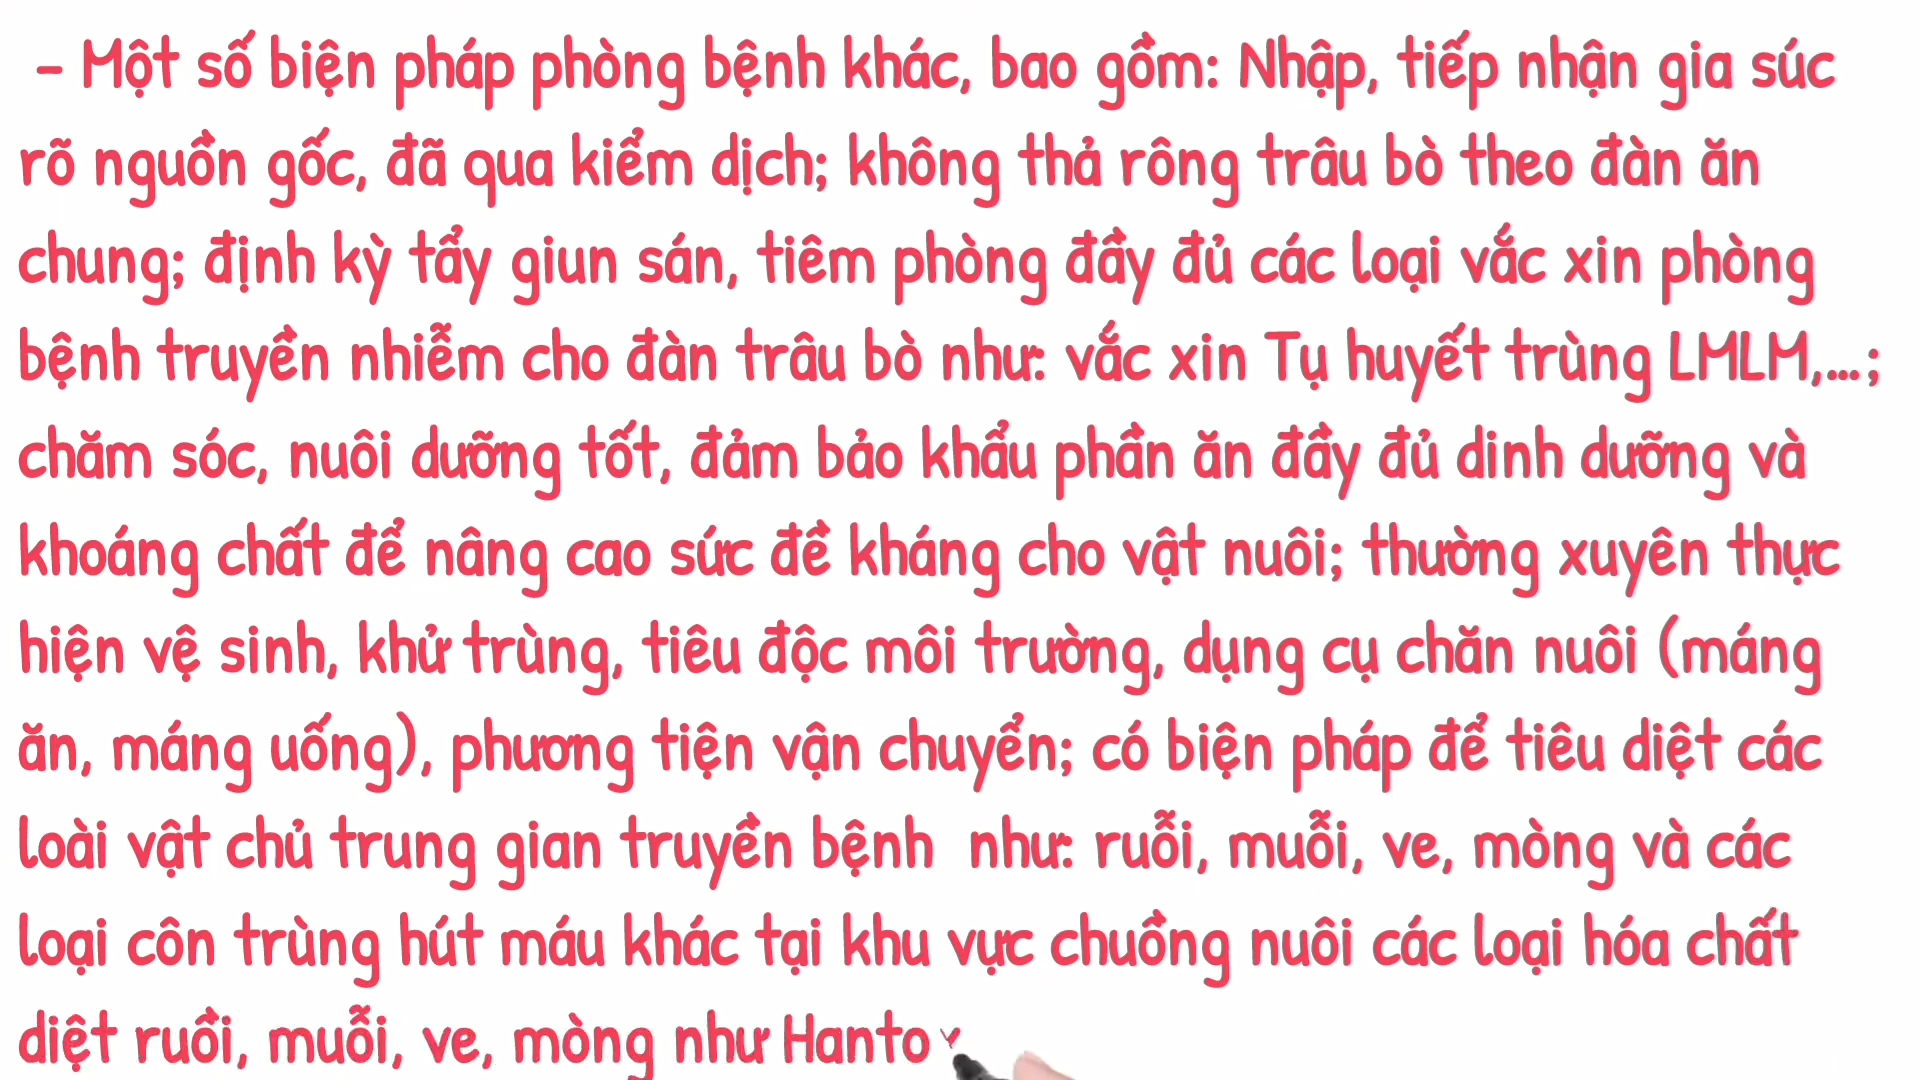 - Một số biện pháp phòng bệnh khác, bao gồm: Nhập, tiếp nhận gia súc
rõ nguồn gốc, đã qua kiểm dịch; không thả rông trâu bò theo đàn ăn
chung; định kỳ tẩy giun sán, tiêm phòng đầy đủ các loại vắc xin phòng
bệnh truyền nhiễm cho đàn trâu bò như: vắc xin Tụ huyết trùng LMLM,...;
chăm sóc, nuôi dưỡng tốt, đảm bảo khẩu phần ăn đầy đủ dinh dưỡng và
khoáng chất để nâng cao sức đề kháng cho vật nuôi; thường xuyên thực
hiện vệ sinh, khử trùng, tiêu độc môi trường, dụng cụ chăn nuôi (máng
ăn, máng uống), phương tiện vận chuyển; có biện pháp để tiêu diệt các
loài vật chủ trung gian truyền bệnh như: ruỗi, muỗi, ve, mòng và các
loại côn trùng hút máu khác tại khu vực chuồng nuôi các loại hóa chất
diệt ruồi, muỗi, ve, mòng như